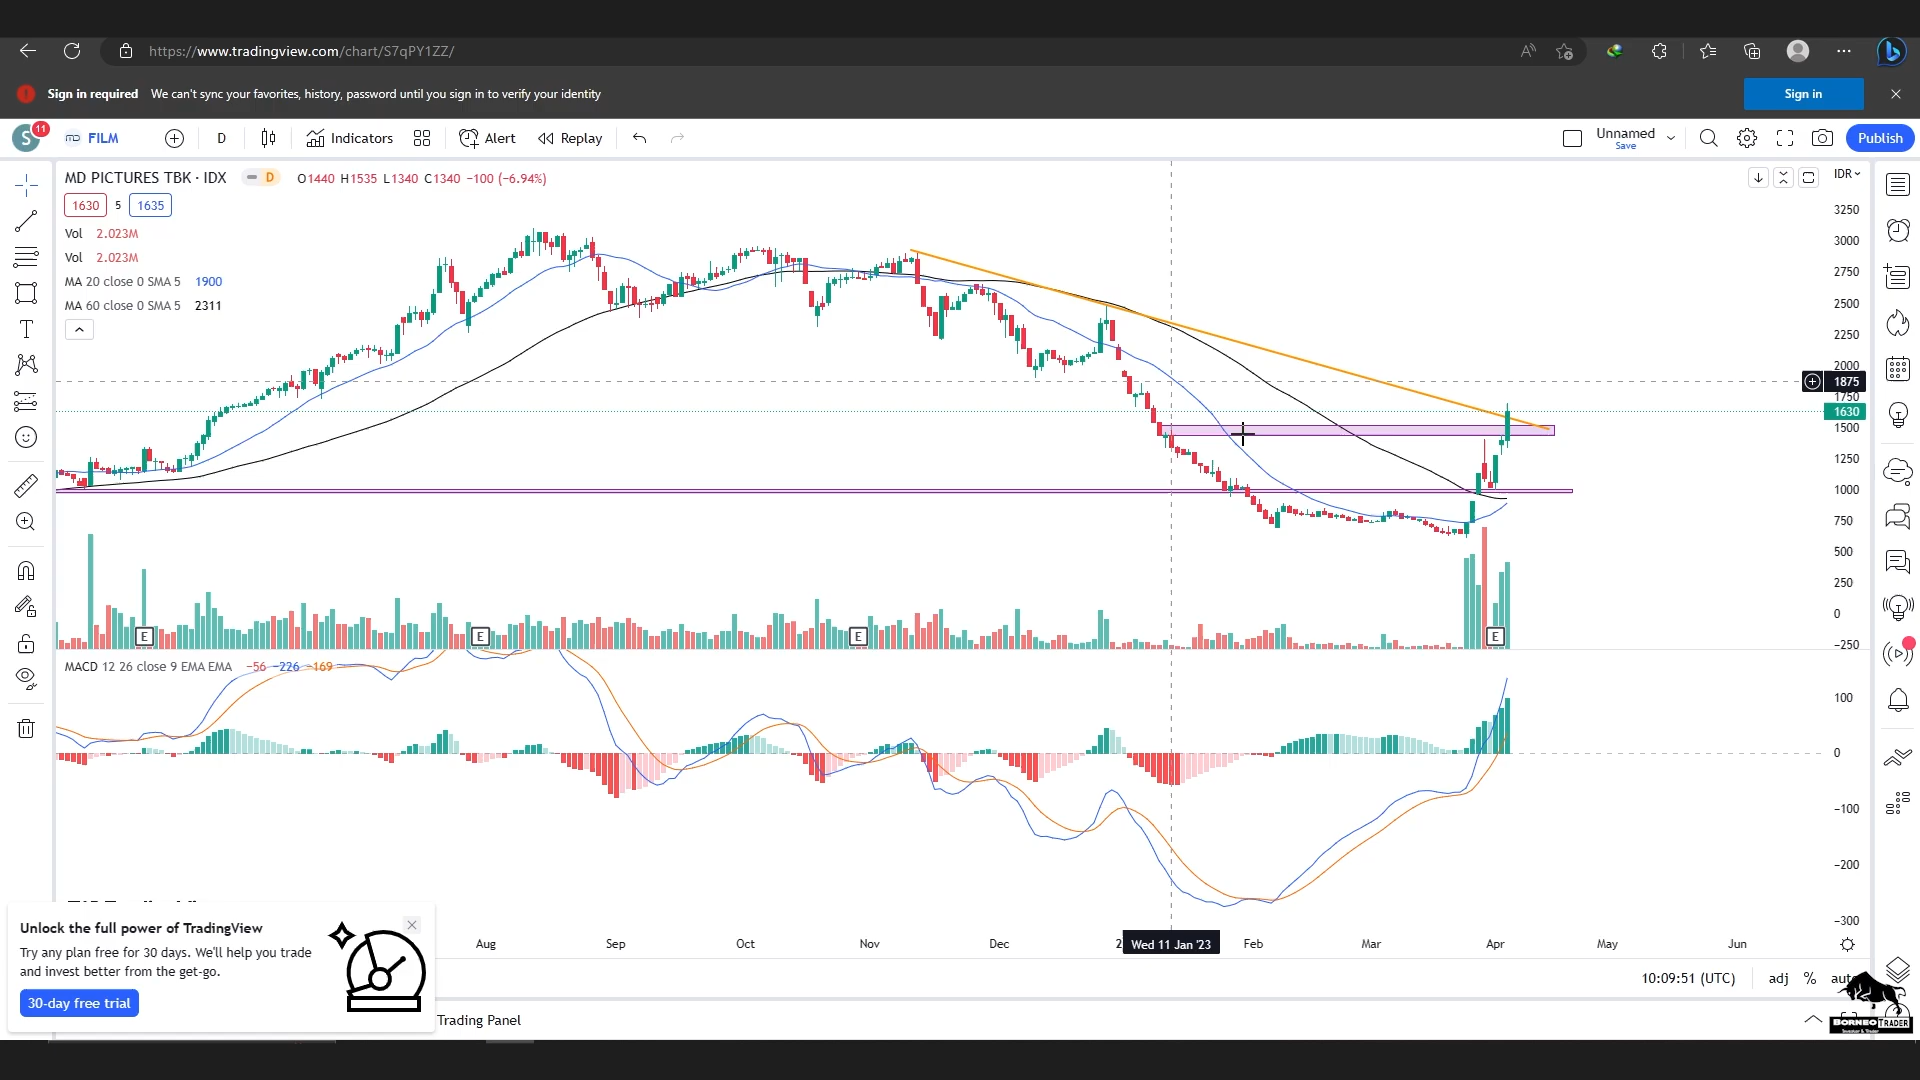 https://www.tradingview.com/chart/S7qPY1ZZ/
Sign in required We can't sync your favorites, history, password until you sign in to verify your identity
Sign in
S 11 FILM D Indicators Alert Replay Unnamed Save Publish
MD PICTURES TBK · IDX D O1440 H1535 L1340 C1340 −100 (−6.94%)
IDR
1630 5 1635
Vol 2.023M
Vol 2.023M
MA 20 close 0 SMA 5 1900
MA 60 close 0 SMA 5 2311
3250
3000
2750
2500
2250
2000
1875
1750
1630
1500
1250
1000
750
500
250
0
−250
E E E E
MACD 12 26 close 9 EMA EMA −56 −226 −169
100
0
−100
−200
−300
Aug Sep Oct Nov Dec 2 Wed 11 Jan '23 Feb Mar Apr May Jun
Unlock the full power of TradingView
Try any plan free for 30 days. We'll help you trade
and invest better from the get-go.
30-day free trial
10:09:51 (UTC) adj % aut
Trading Panel
BORNEO TRADER